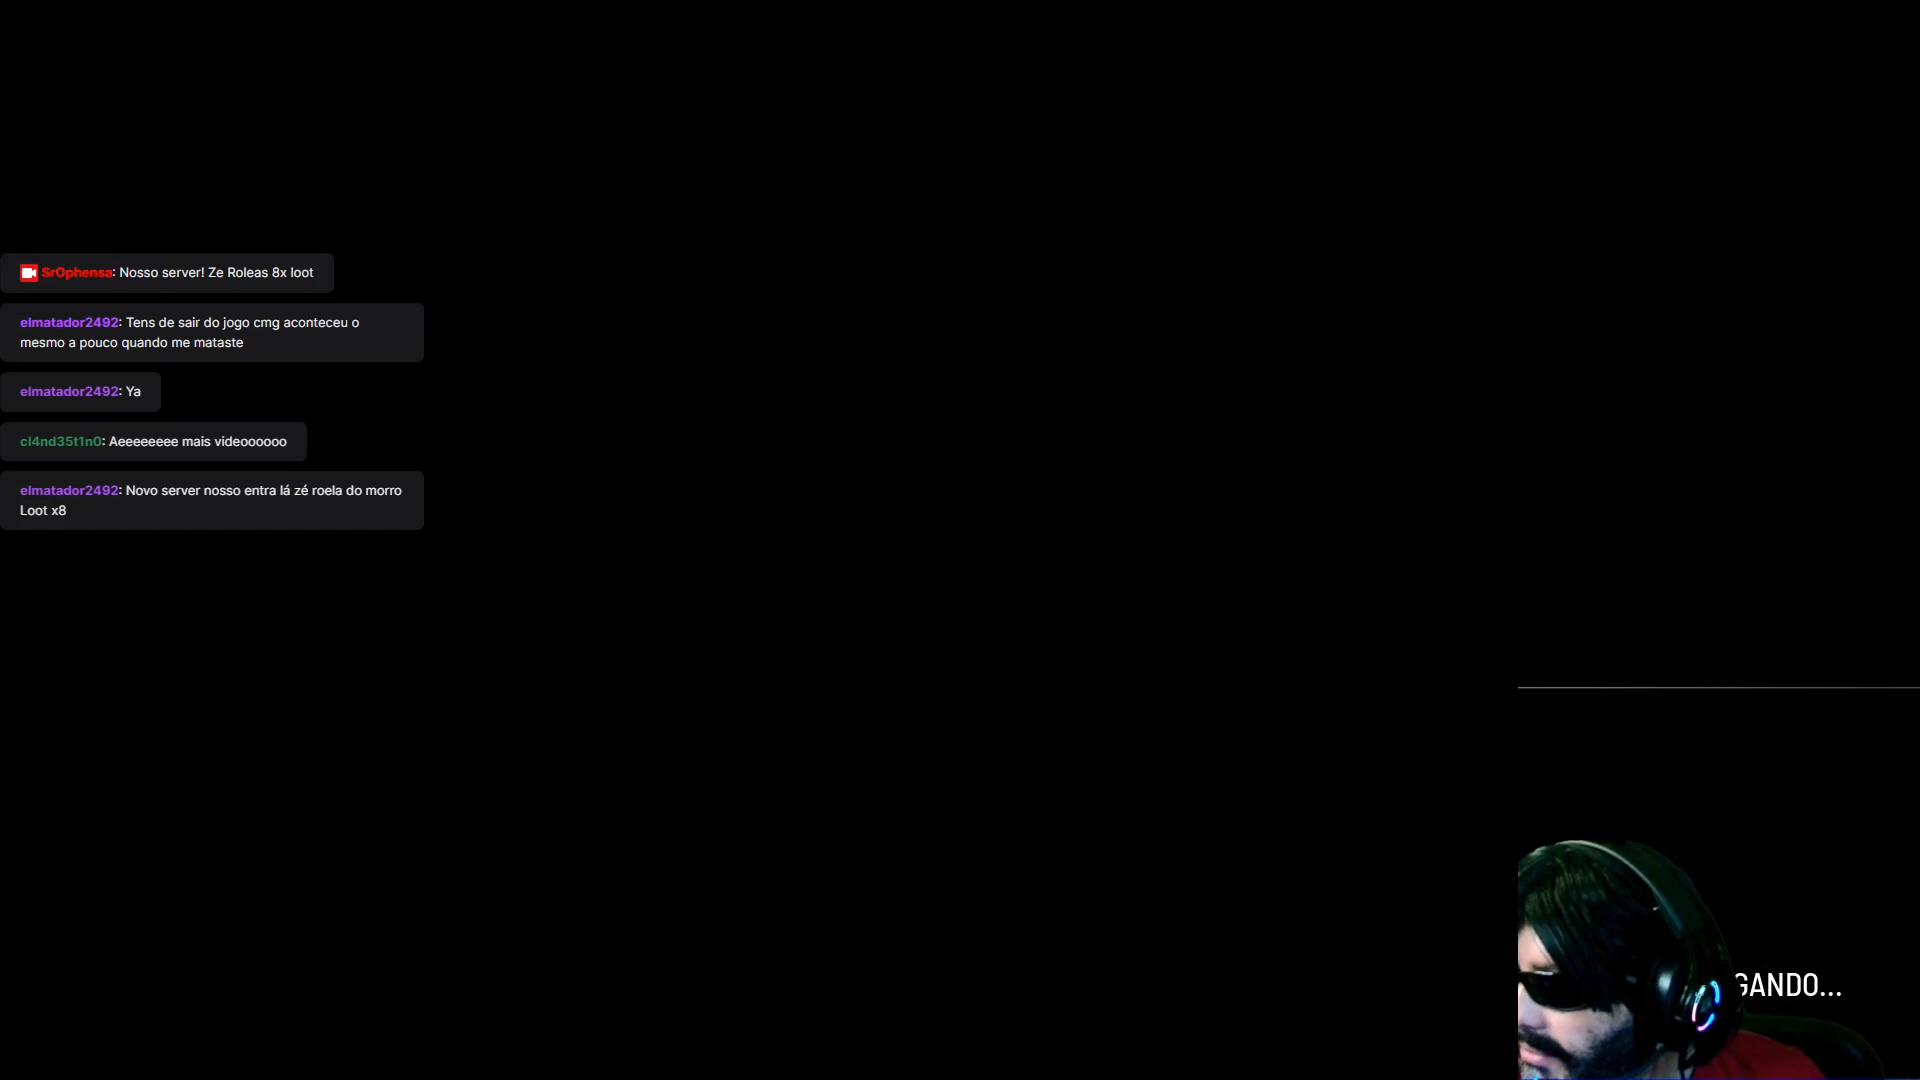 SrOphensa: Nosso server! Ze Roleas 8x loot
elmatador2492: Tens de sair do jogo cmg aconteceu o
mesmo a pouco quando me mataste
elmatador2492: Ya
cl4nd35t1n0: Aeeeeeeee mais videoooooo
elmatador2492: Novo server nosso entra lá zé roela do morro
Loot x8
GANDO...